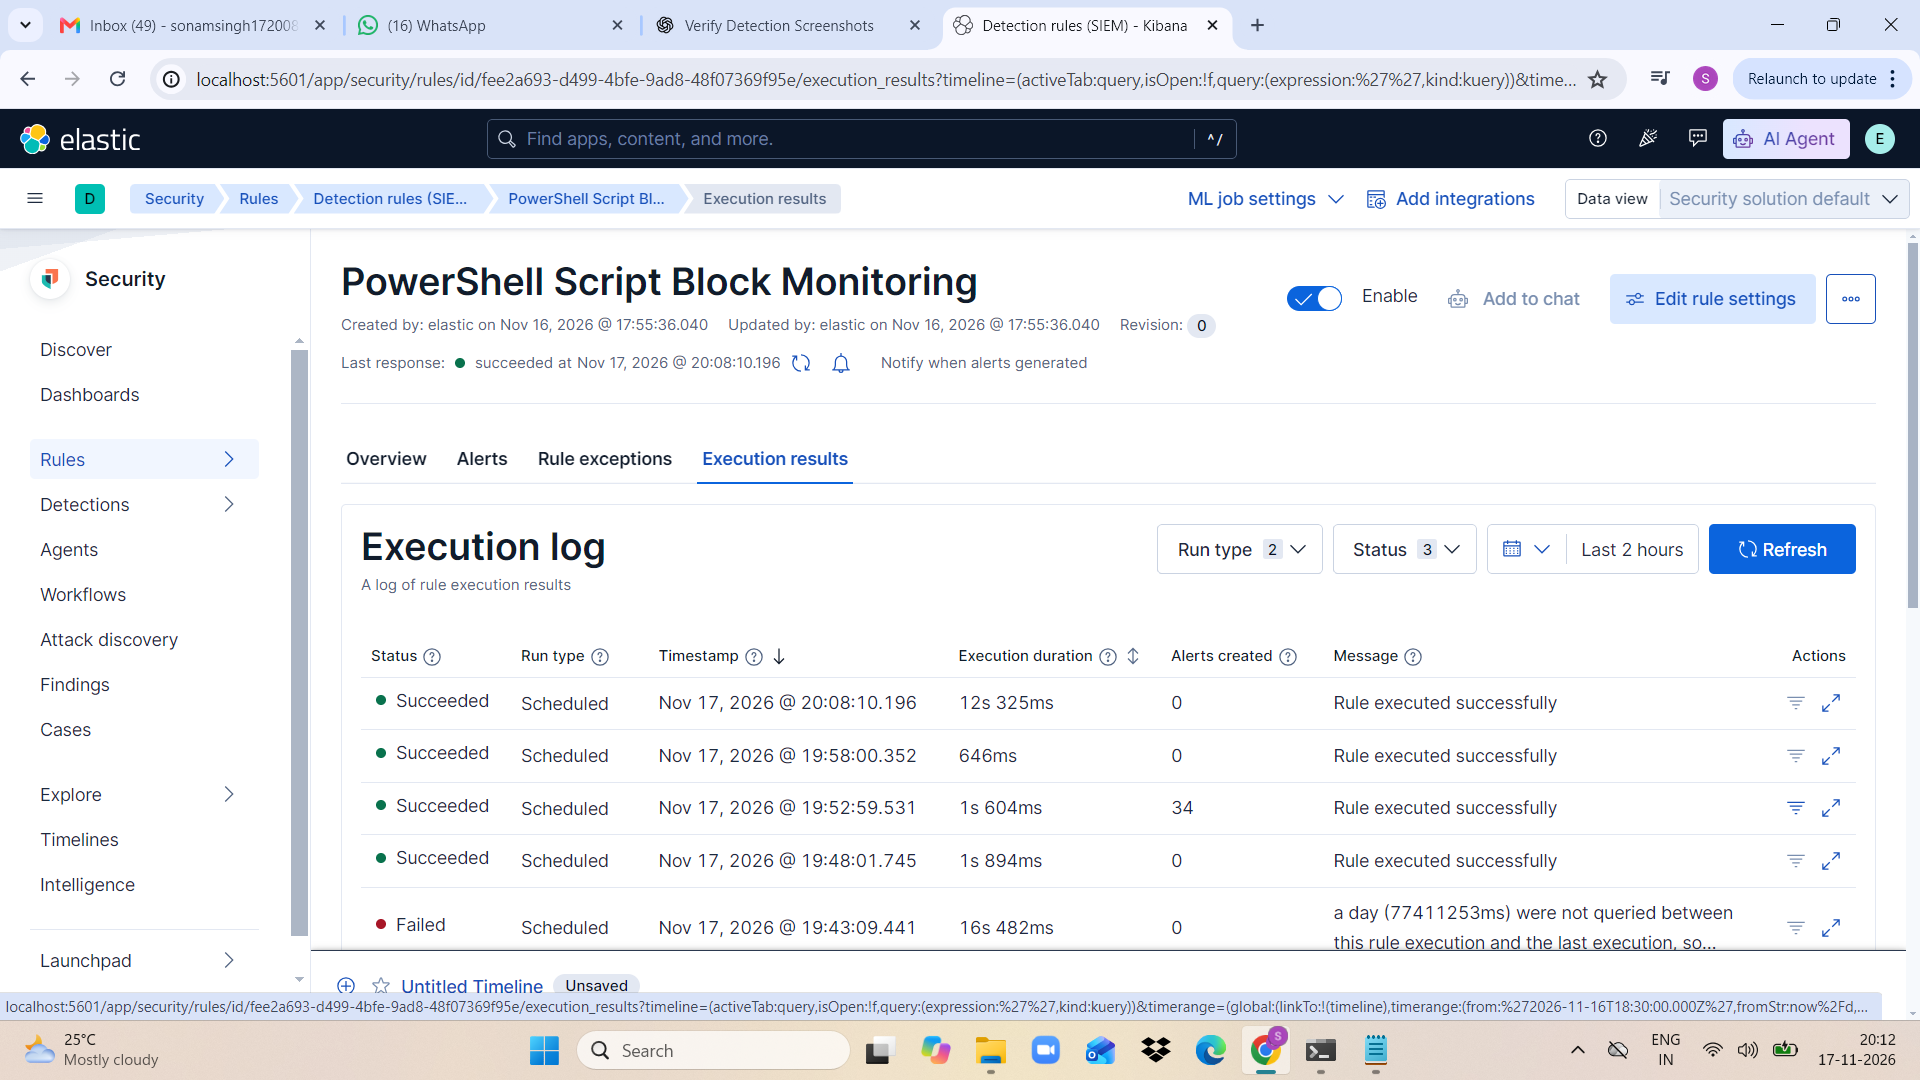 Inbox (49) - sonamsingh172008
(16) WhatsApp
Verify Detection Screenshots
Detection rules (SIEM) - Kibana
localhost:5601/app/security/rules/id/fee2a693-d499-4bfe-9ad8-48f07369f95e/execution_results?timeline=(activeTab:query,isOpen:!f,query:(expression:%27%27,kind:kuery))&time...
S
Relaunch to update
elastic
Find apps, content, and more.
^/
AI Agent
E
D
Security
Rules
Detection rules (SIE...
PowerShell Script Bl...
Execution results
ML job settings
Add integrations
Data view
Security solution default
Security
Discover
Dashboards
Rules
Detections
Agents
Workflows
Attack discovery
Findings
Cases
Explore
Timelines
Intelligence
Launchpad
PowerShell Script Block Monitoring
Enable
Add to chat
Edit rule settings
Created by: elastic on Nov 16, 2026 @ 17:55:36.040 Updated by: elastic on Nov 16, 2026 @ 17:55:36.040 Revision: 0
Last response: succeeded at Nov 17, 2026 @ 20:08:10.196 Notify when alerts generated
Overview Alerts Rule exceptions Execution results
Execution log
A log of rule execution results
Run type 2
Status 3
Last 2 hours
Refresh
Status Run type Timestamp Execution duration Alerts created Message Actions
Succeeded Scheduled Nov 17, 2026 @ 20:08:10.196 12s 325ms 0 Rule executed successfully
Succeeded Scheduled Nov 17, 2026 @ 19:58:00.352 646ms 0 Rule executed successfully
Succeeded Scheduled Nov 17, 2026 @ 19:52:59.531 1s 604ms 34 Rule executed successfully
Succeeded Scheduled Nov 17, 2026 @ 19:48:01.745 1s 894ms 0 Rule executed successfully
Failed Scheduled Nov 17, 2026 @ 19:43:09.441 16s 482ms 0 a day (77411253ms) were not queried between
this rule execution and the last execution, so...
Untitled Timeline Unsaved
localhost:5601/app/security/rules/id/fee2a693-d499-4bfe-9ad8-48f07369f95e/execution_results?timeline=(activeTab:query,isOpen:!f,query:(expression:%27%27,kind:kuery))&timerange=(global:(linkTo:!(timeline),timerange:(from:%272026-11-16T18:30:00.000Z%27,fromStr:now%2Fd,...
25°C
Mostly cloudy
Search
S
ENG
IN
20:12
17-11-2026